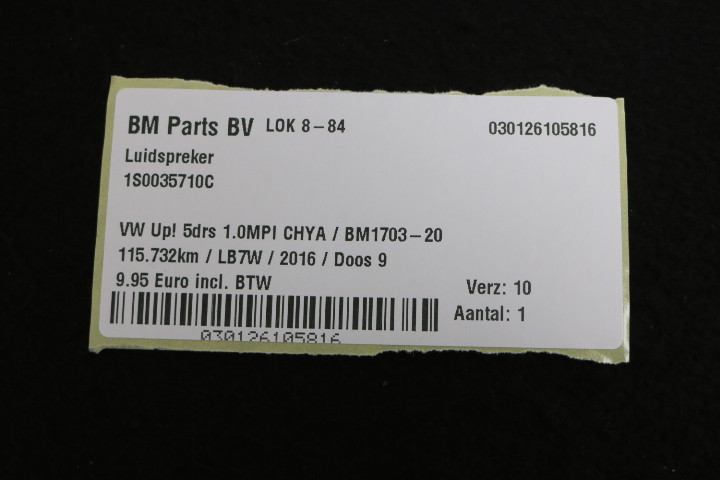 BM Parts BV LOK 8-84 030126105816
Luidspreker
1S0035710C
VW Up! 5drs 1.0MPI CHYA / BM1703-20
115.732km / LB7W / 2016 / Doos 9
9.95 Euro incl. BTW Verz: 10
Aantal: 1
030126105816